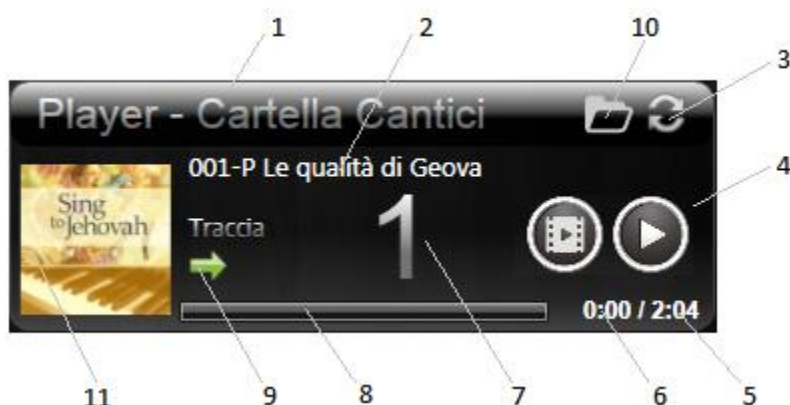 1 2 10
3
Player - Cartella Cantici
001-P Le qualità di Geova
4
Sing
to Jehovah
Traccia
1
0:00 / 2:04
11 9 8 7 6 5